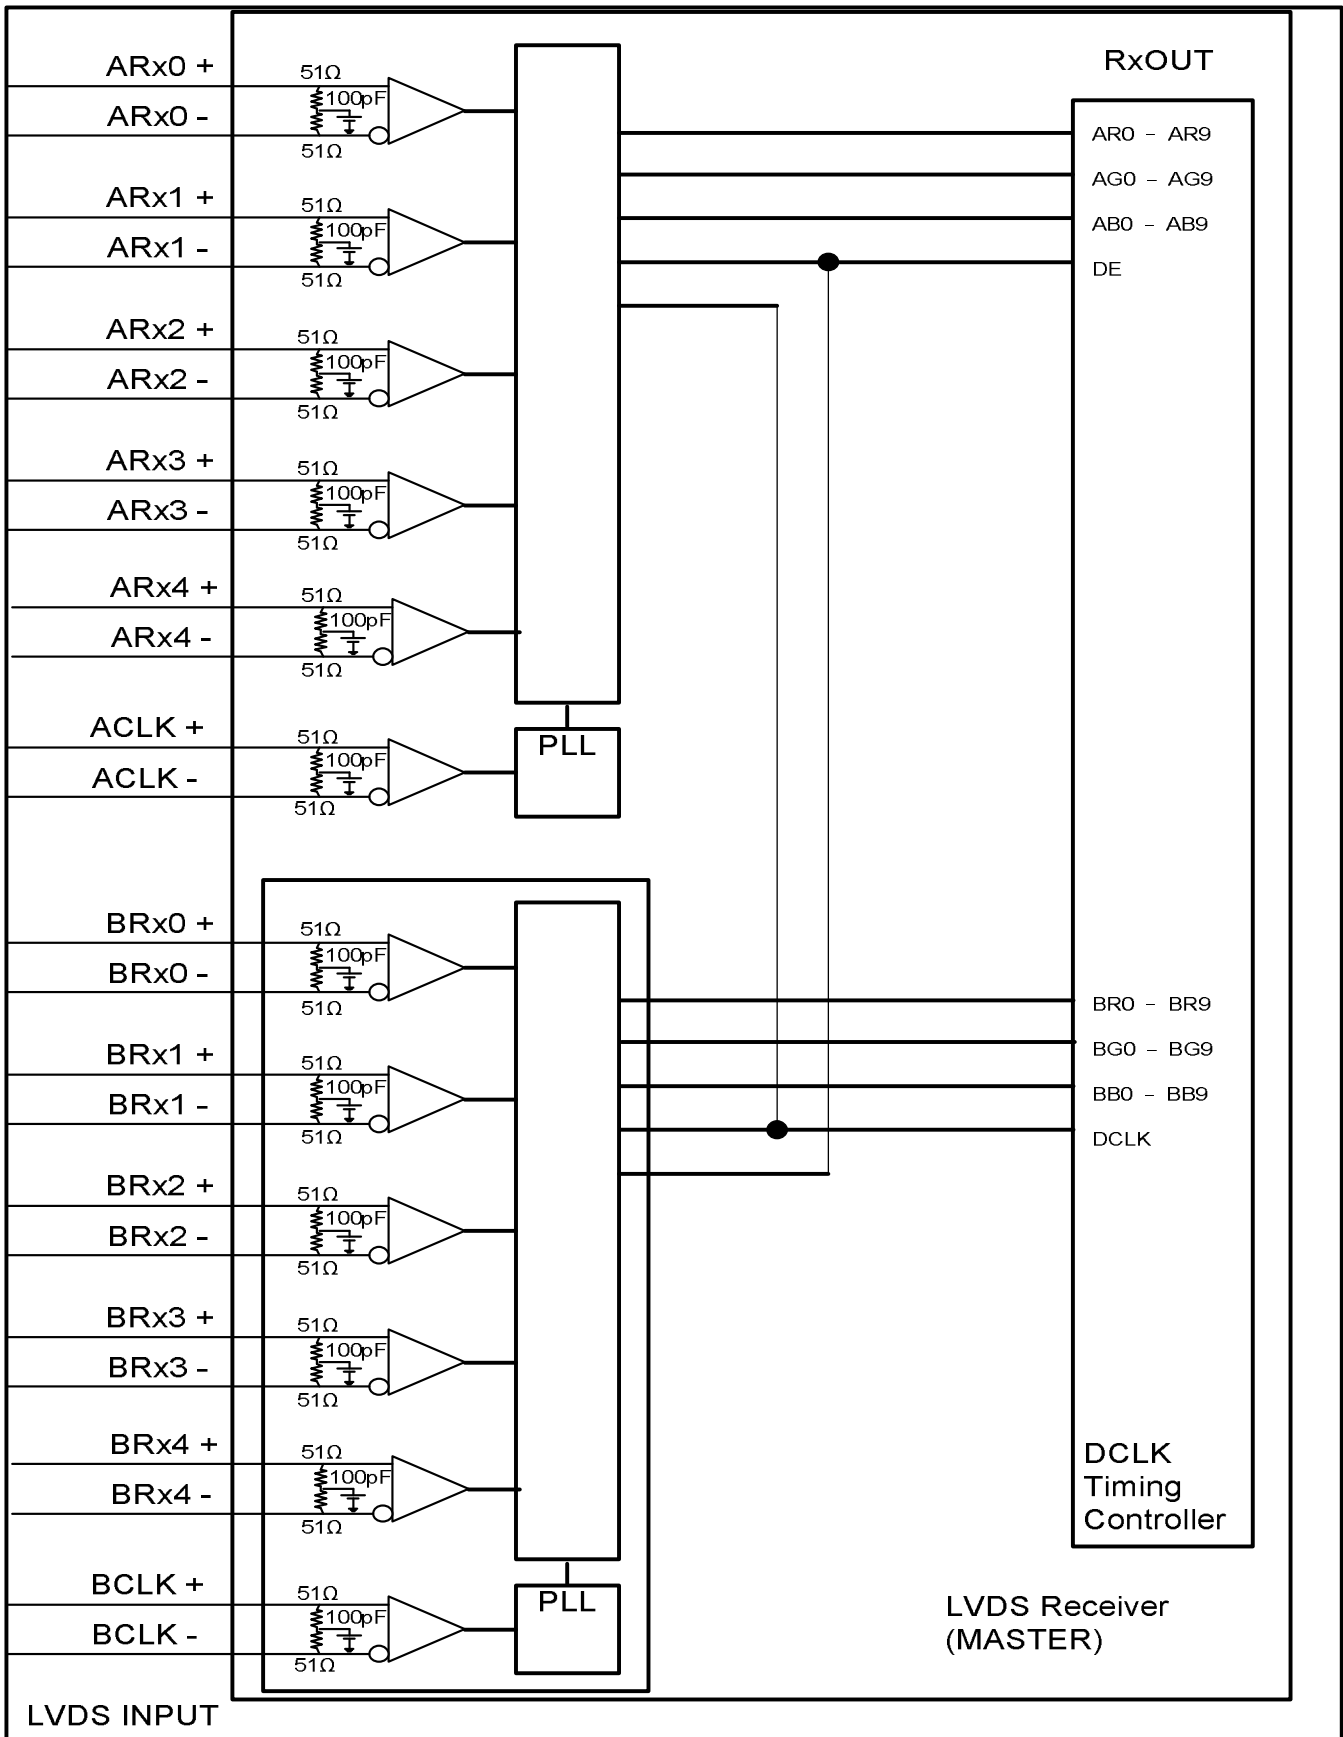 RxOUT
ARx0 +
51Ω
100pF
ARx0 -
51Ω
AR0 - AR9
AG0 - AG9
ARx1 +
51Ω
100pF
ARx1 -
51Ω
AB0 - AB9
DE
ARx2 +
51Ω
100pF
ARx2 -
51Ω
ARx3 +
51Ω
100pF
ARx3 -
51Ω
ARx4 +
51Ω
100pF
ARx4 -
51Ω
ACLK +
51Ω
100pF
ACLK -
51Ω
PLL
BRx0 +
51Ω
100pF
BRx0 -
51Ω
BR0 - BR9
BG0 - BG9
BRx1 +
51Ω
100pF
BRx1 -
51Ω
BB0 - BB9
DCLK
BRx2 +
51Ω
100pF
BRx2 -
51Ω
BRx3 +
51Ω
100pF
BRx3 -
51Ω
BRx4 +
51Ω
100pF
BRx4 -
51Ω
DCLK
Timing
Controller
BCLK +
51Ω
100pF
BCLK -
51Ω
PLL
LVDS Receiver
(MASTER)
LVDS INPUT